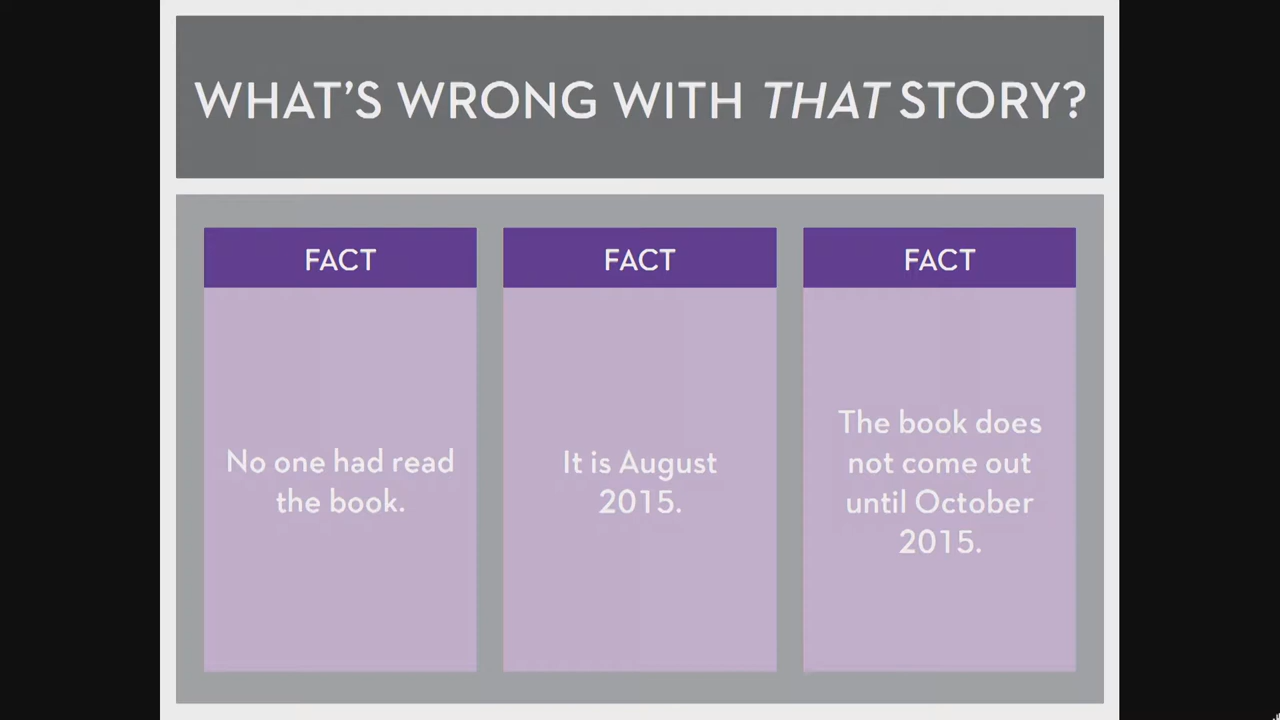 WHAT'S WRONG WITH THAT STORY?
FACT
No one had read
the book.
FACT
It is August
2015.
FACT
The book does
not come out
until October
2015.